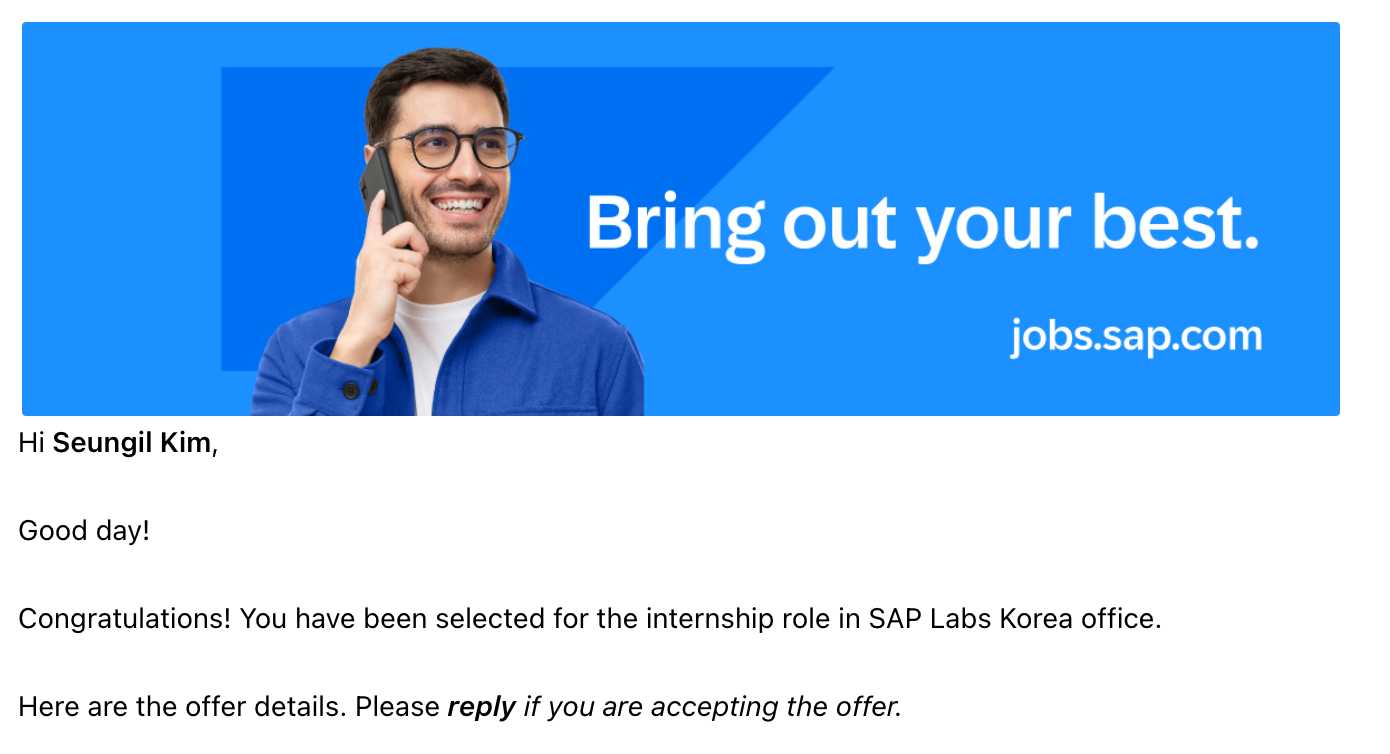 Bring out your best.
jobs.sap.com
Hi Seungil Kim,
Good day!
Congratulations! You have been selected for the internship role in SAP Labs Korea office.
Here are the offer details. Please reply if you are accepting the offer.